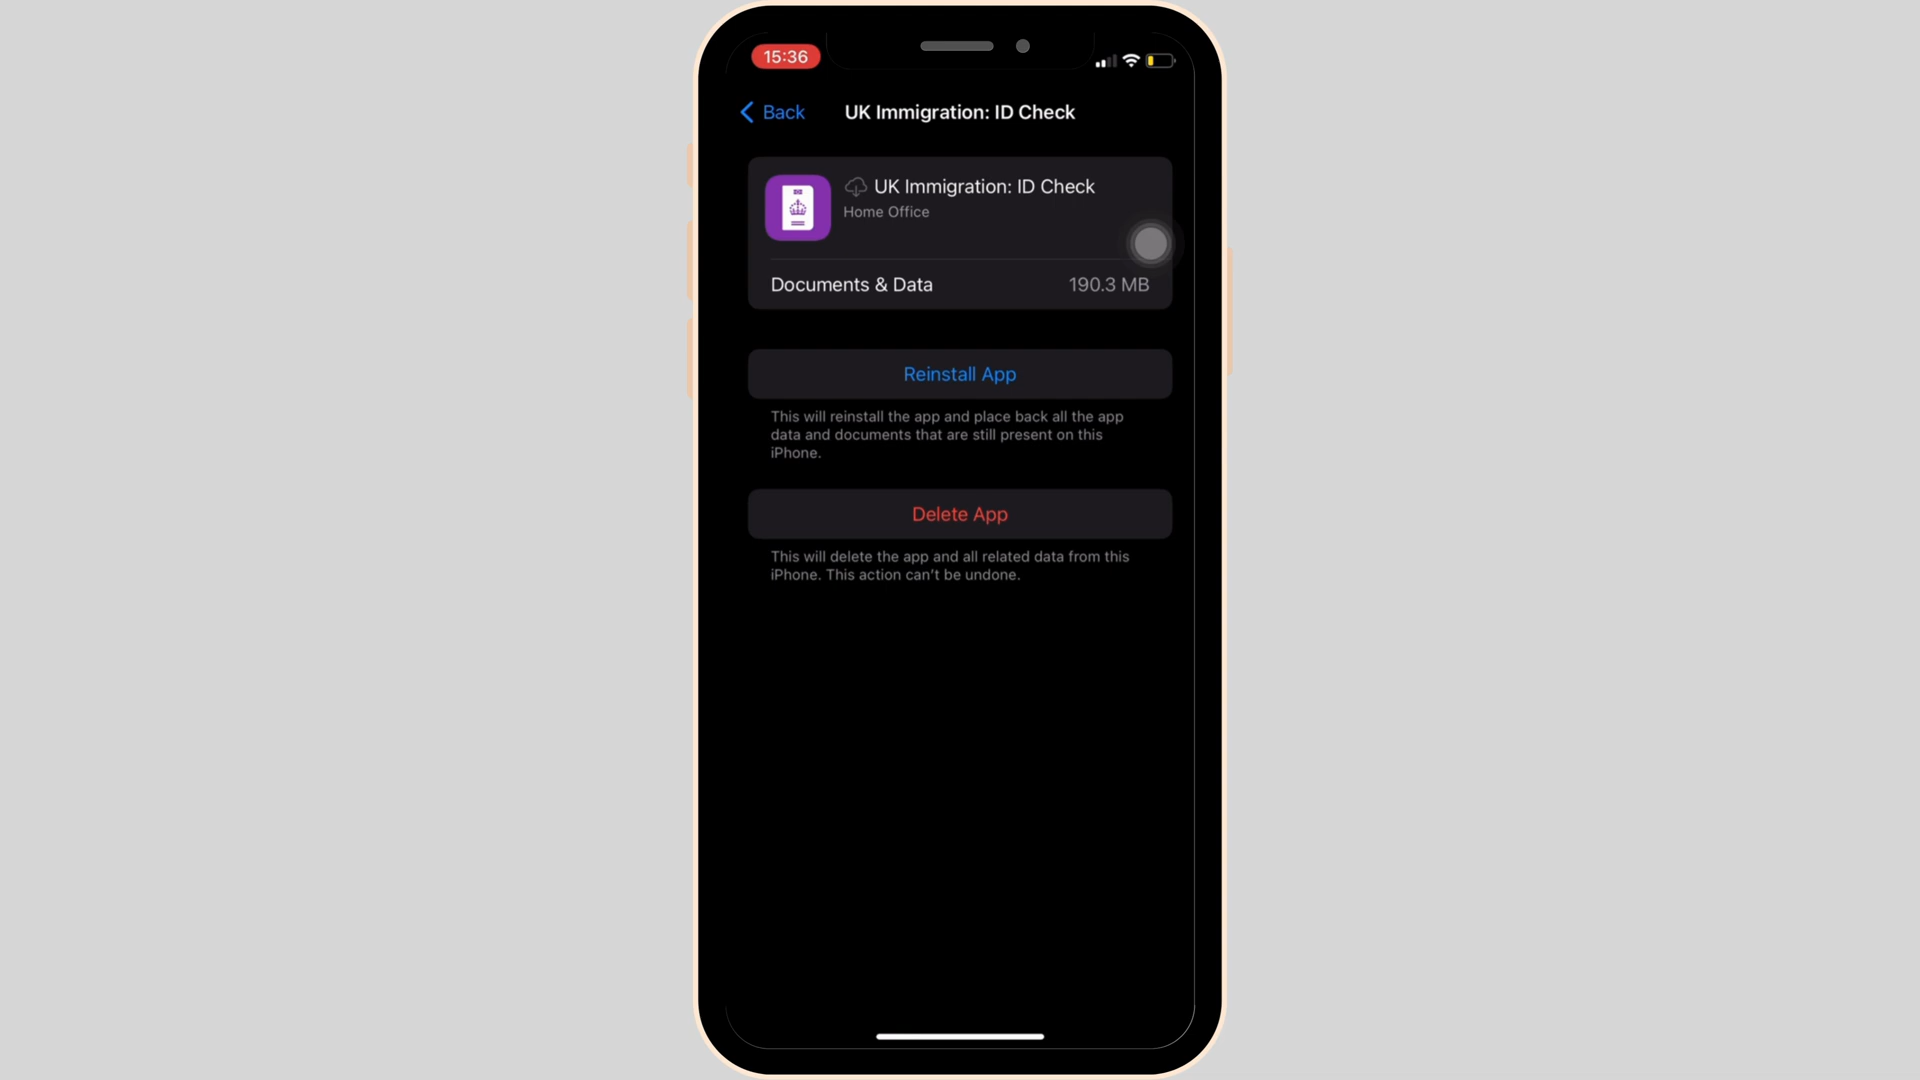 15:36
Back
UK Immigration: ID Check
UK Immigration: ID Check
Home Office
Documents & Data 190.3 MB
Reinstall App
This will reinstall the app and place back all the app
data and documents that are still present on this
iPhone.
Delete App
This will delete the app and all related data from this
iPhone. This action can't be undone.